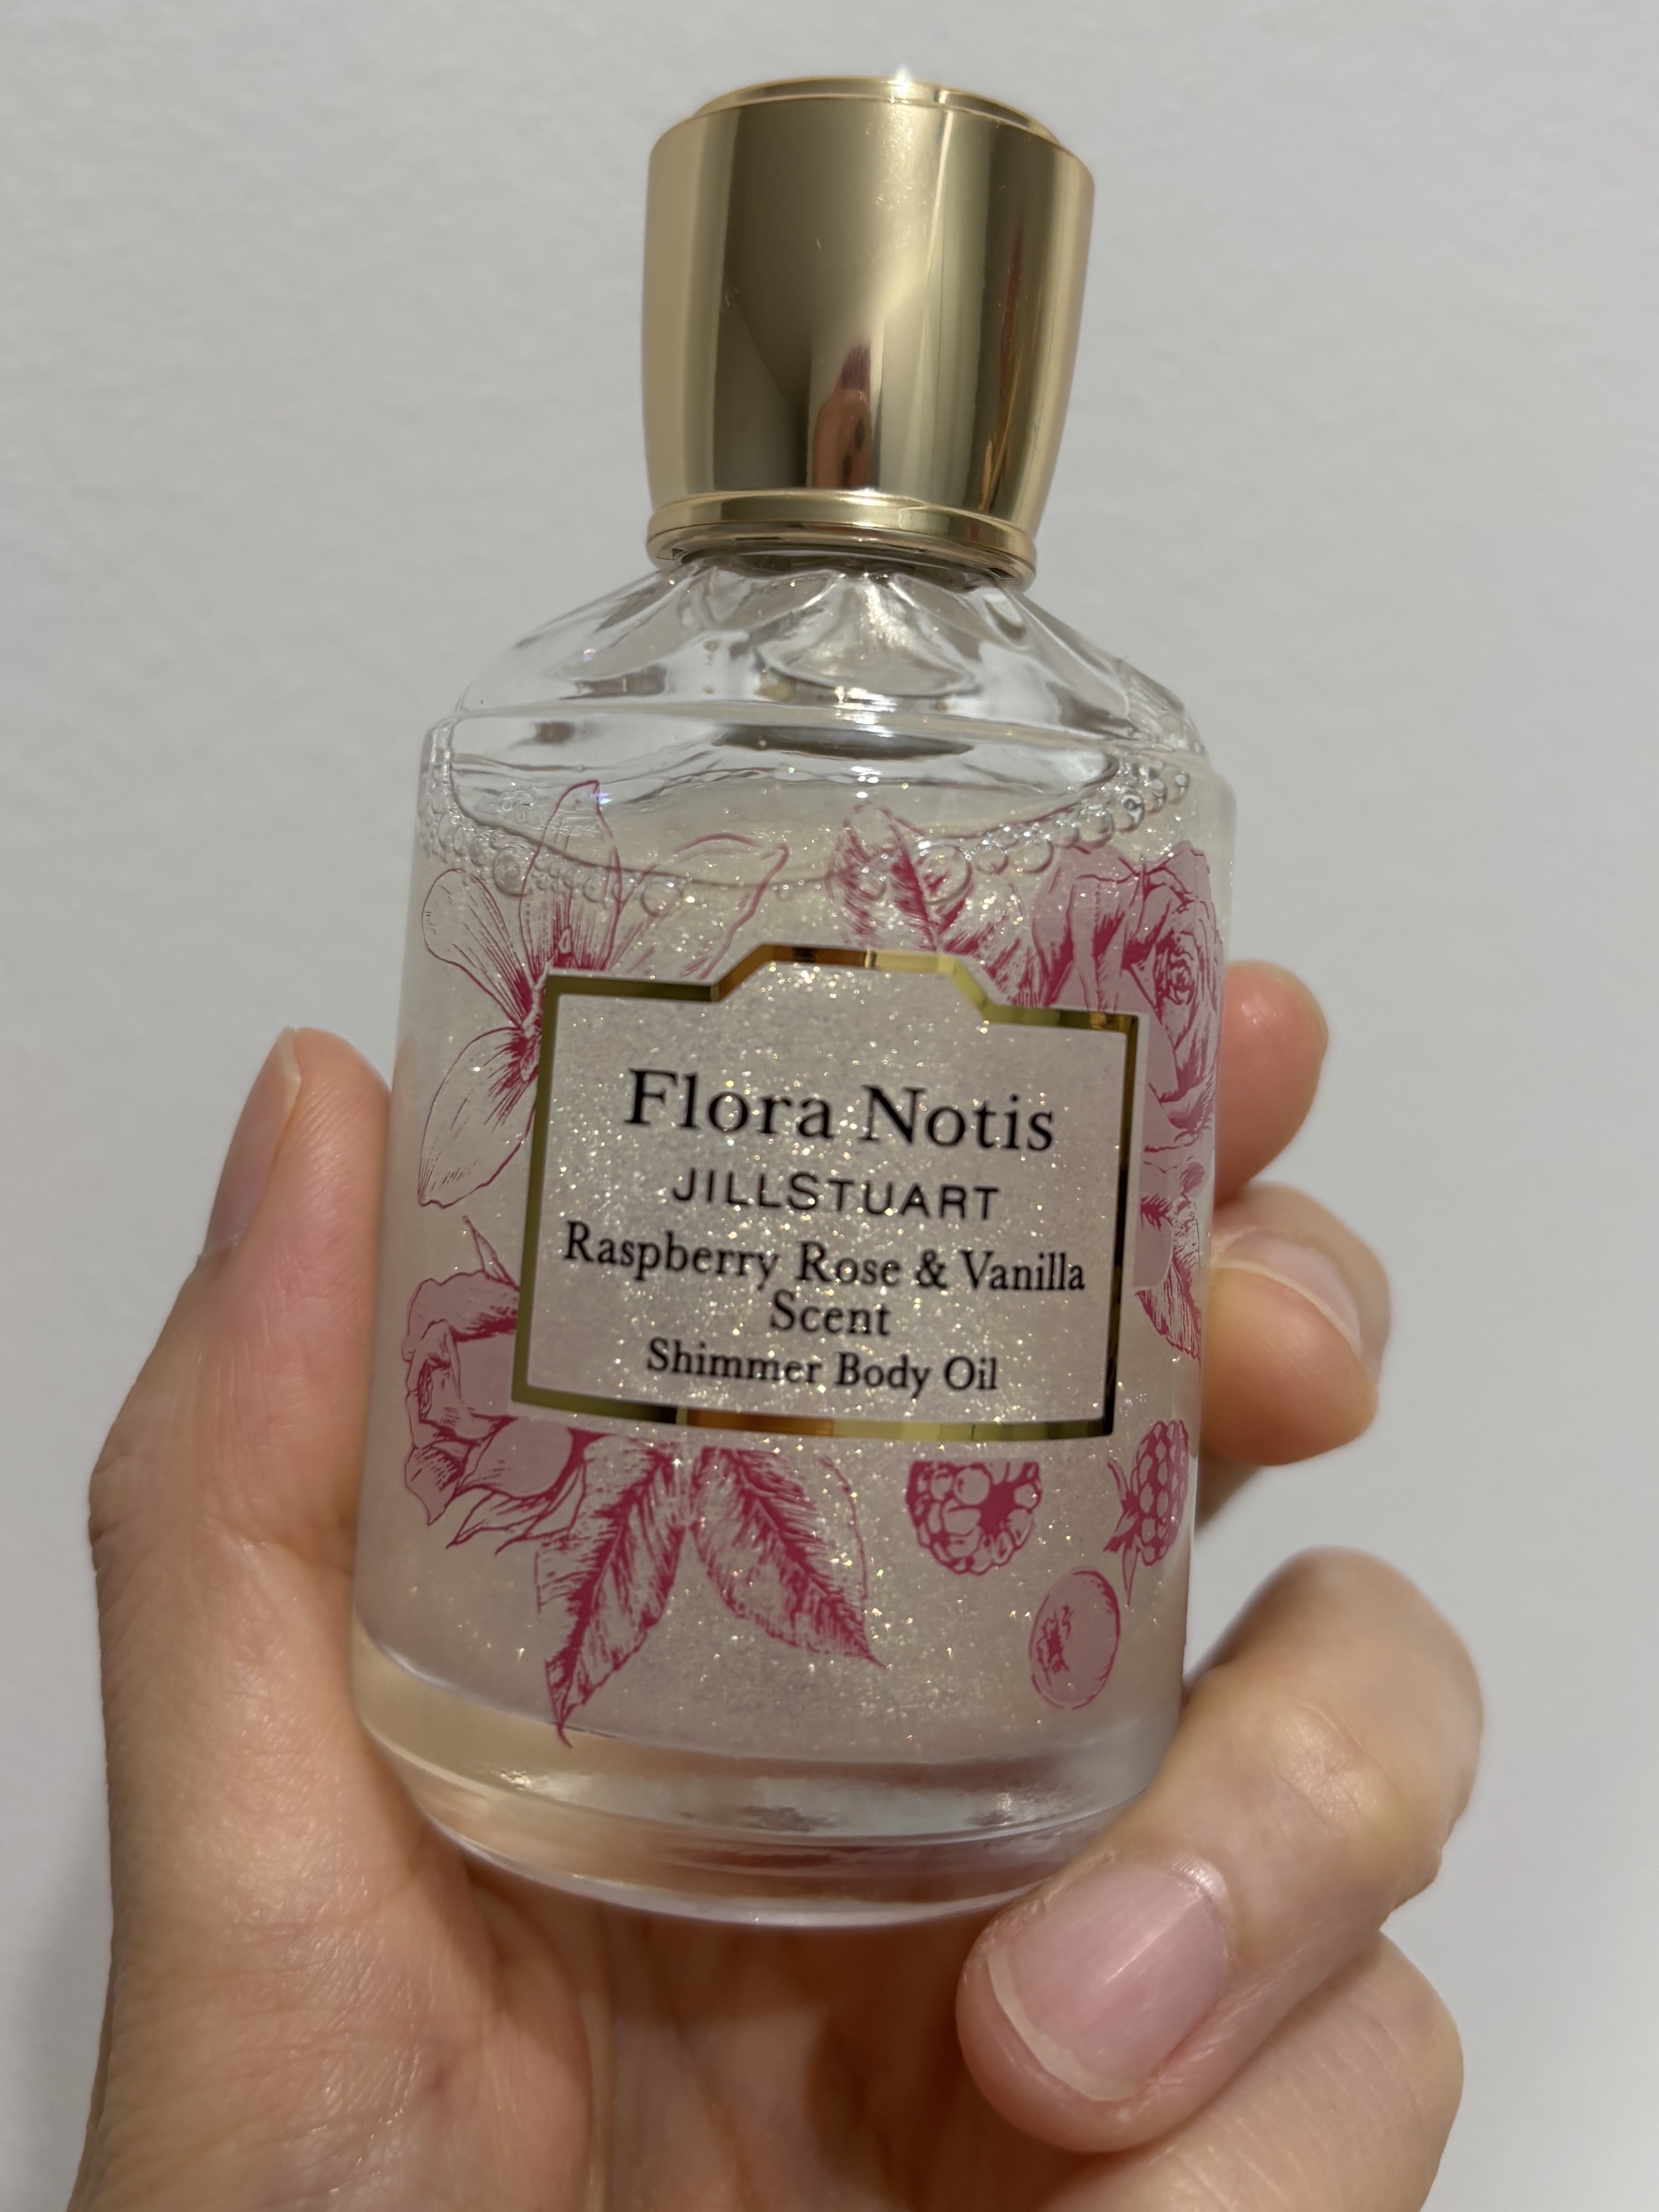 Flora Notis
JILLSTUART
Raspberry Rose & Vanilla
Scent
Shimmer Body Oil